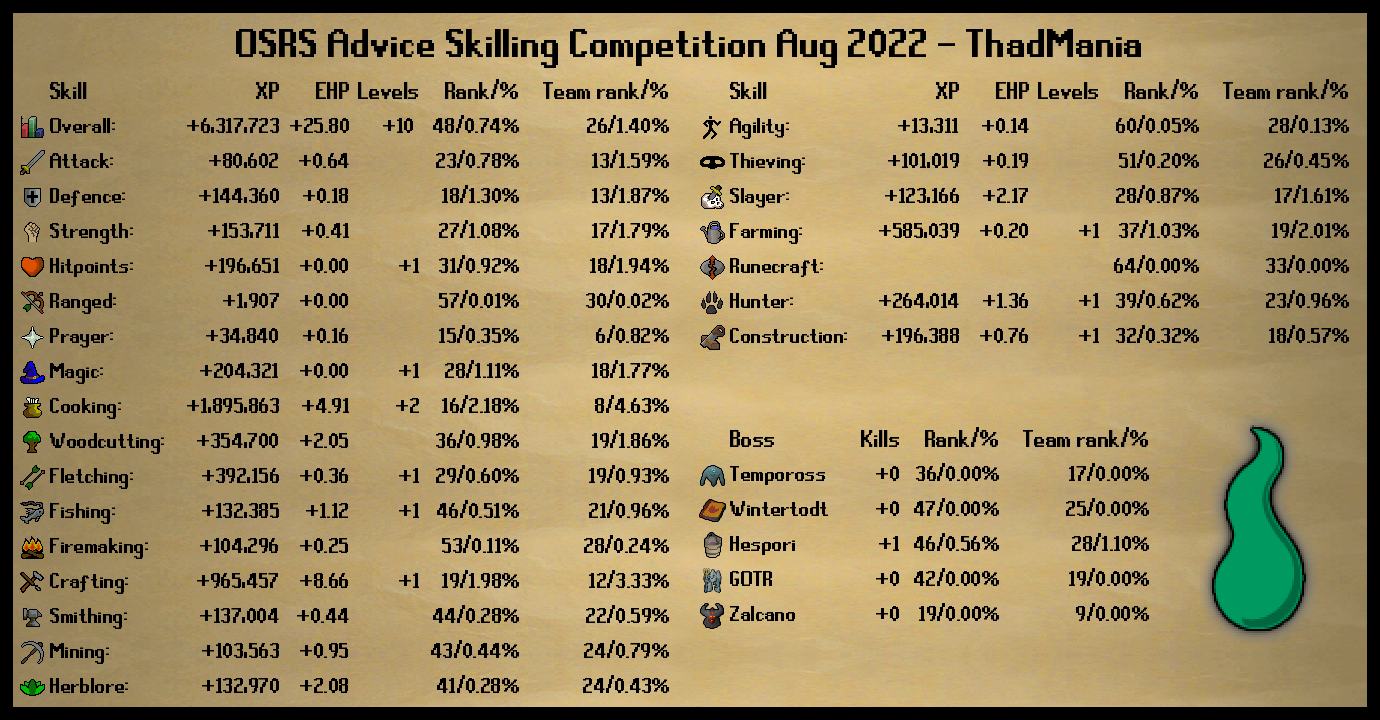 OSRS Advice Skilling Competition Aug 2022 - ThadMania
Skill XP EHP Levels Rank/% Team rank/%
Overall: +6,317,723 +25.80 +10 48/0.74% 26/1.40%
Attack: +80,602 +0.64 23/0.78% 13/1.59%
Defence: +144,360 +0.18 18/1.30% 13/1.87%
Strength: +153,711 +0.41 27/1.08% 17/1.79%
Hitpoints: +196,651 +0.00 +1 31/0.92% 18/1.94%
Ranged: +1,907 +0.00 57/0.01% 30/0.02%
Prayer: +34,840 +0.16 15/0.35% 6/0.82%
Magic: +204,321 +0.00 +1 28/1.11% 18/1.77%
Cooking: +1,895,863 +4.91 +2 16/2.18% 8/4.63%
Woodcutting: +354,700 +2.05 36/0.98% 19/1.86%
Fletching: +392,156 +0.36 +1 29/0.60% 19/0.93%
Fishing: +132,385 +1.12 +1 46/0.51% 21/0.96%
Firemaking: +104,296 +0.25 53/0.11% 28/0.24%
Crafting: +965,457 +8.66 +1 19/1.98% 12/3.33%
Smithing: +137,004 +0.44 44/0.28% 22/0.59%
Mining: +103,563 +0.95 43/0.44% 24/0.79%
Herblore: +132,970 +2.08 41/0.28% 24/0.43%
Skill XP EHP Levels Rank/% Team rank/%
Agility: +13,311 +0.14 60/0.05% 28/0.13%
Thieving: +101,019 +0.19 51/0.20% 26/0.45%
Slayer: +123,166 +2.17 28/0.87% 17/1.61%
Farming: +585,039 +0.20 +1 37/1.03% 19/2.01%
Runecraft: 64/0.00% 33/0.00%
Hunter: +264,014 +1.36 +1 39/0.62% 23/0.96%
Construction: +196,388 +0.76 +1 32/0.32% 18/0.57%
Boss Kills Rank/% Team rank/%
Tempoross +0 36/0.00% 17/0.00%
Wintertodt +0 47/0.00% 25/0.00%
Hespori +1 46/0.56% 28/1.10%
GOTR +0 42/0.00% 19/0.00%
Zalcano +0 19/0.00% 9/0.00%